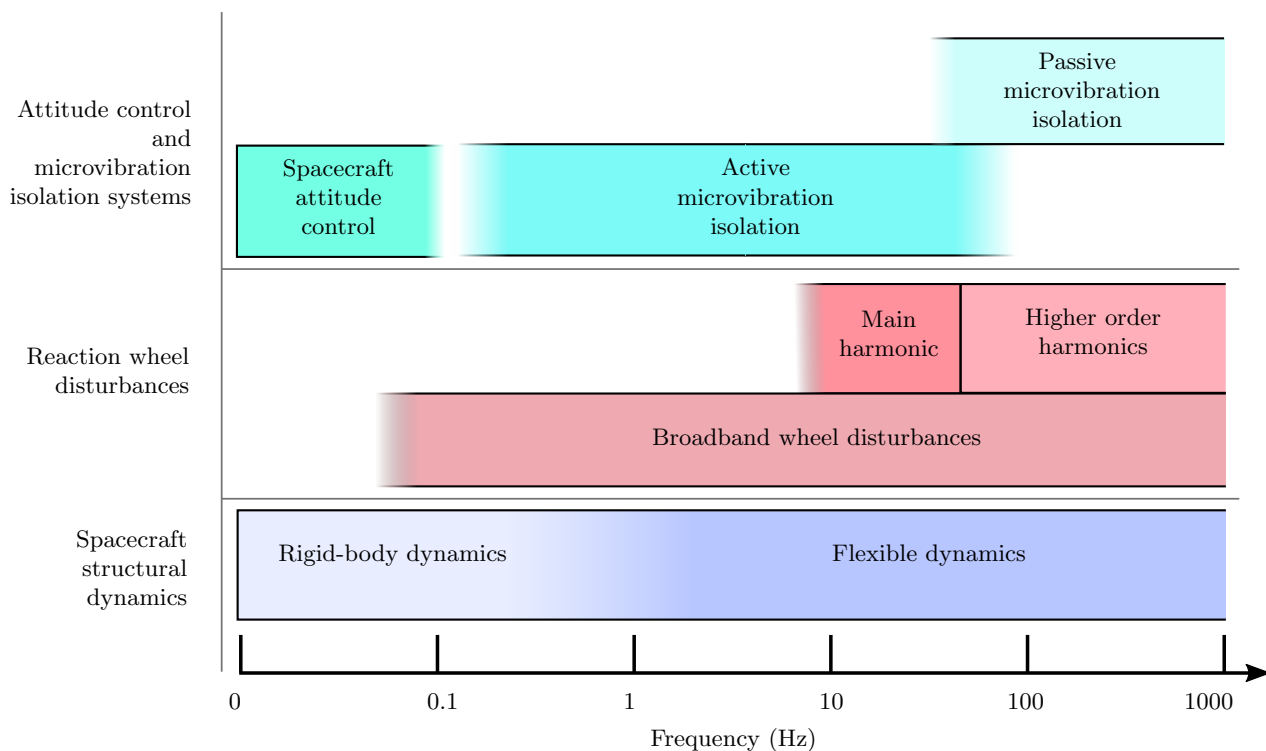 Attitude control
and
microvibration
isolation systems
Passive
microvibration
isolation
Spacecraft
attitude
control
Active
microvibration
isolation
Reaction wheel
disturbances
Main
harmonic
Higher order
harmonics
Broadband wheel disturbances
Spacecraft
structural
dynamics
Rigid-body dynamics
Flexible dynamics
0
0.1
1
10
100
1000
Frequency (Hz)